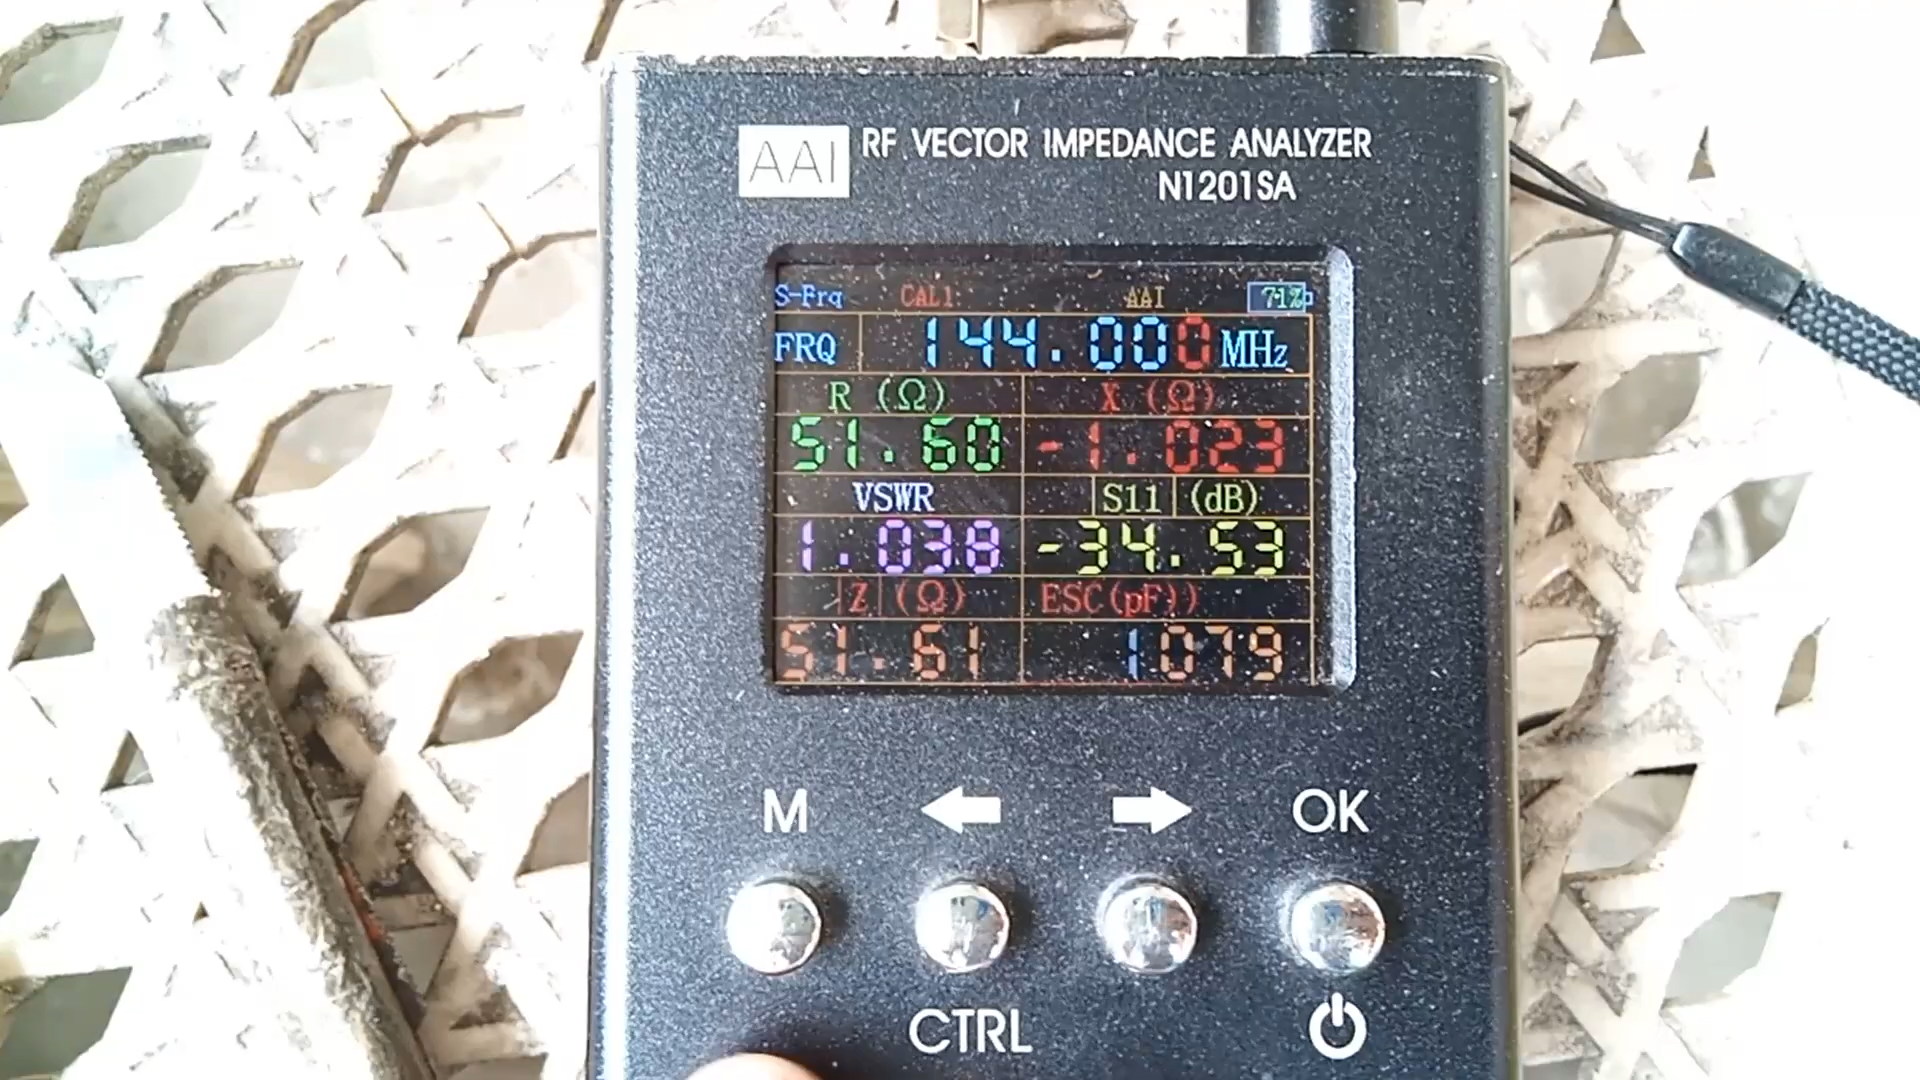 AAI RF VECTOR IMPEDANCE ANALYZER
N1201SA
S-Frq CAL1 AAI 71%
FRQ 144.000 MHz
R (Ω) X (Ω)
51.60 -1.023
VSWR |S11| (dB)
1.038 -34.53
|Z| (Ω) ESC(pF))
51.61 1079
M ← → OK
CTRL